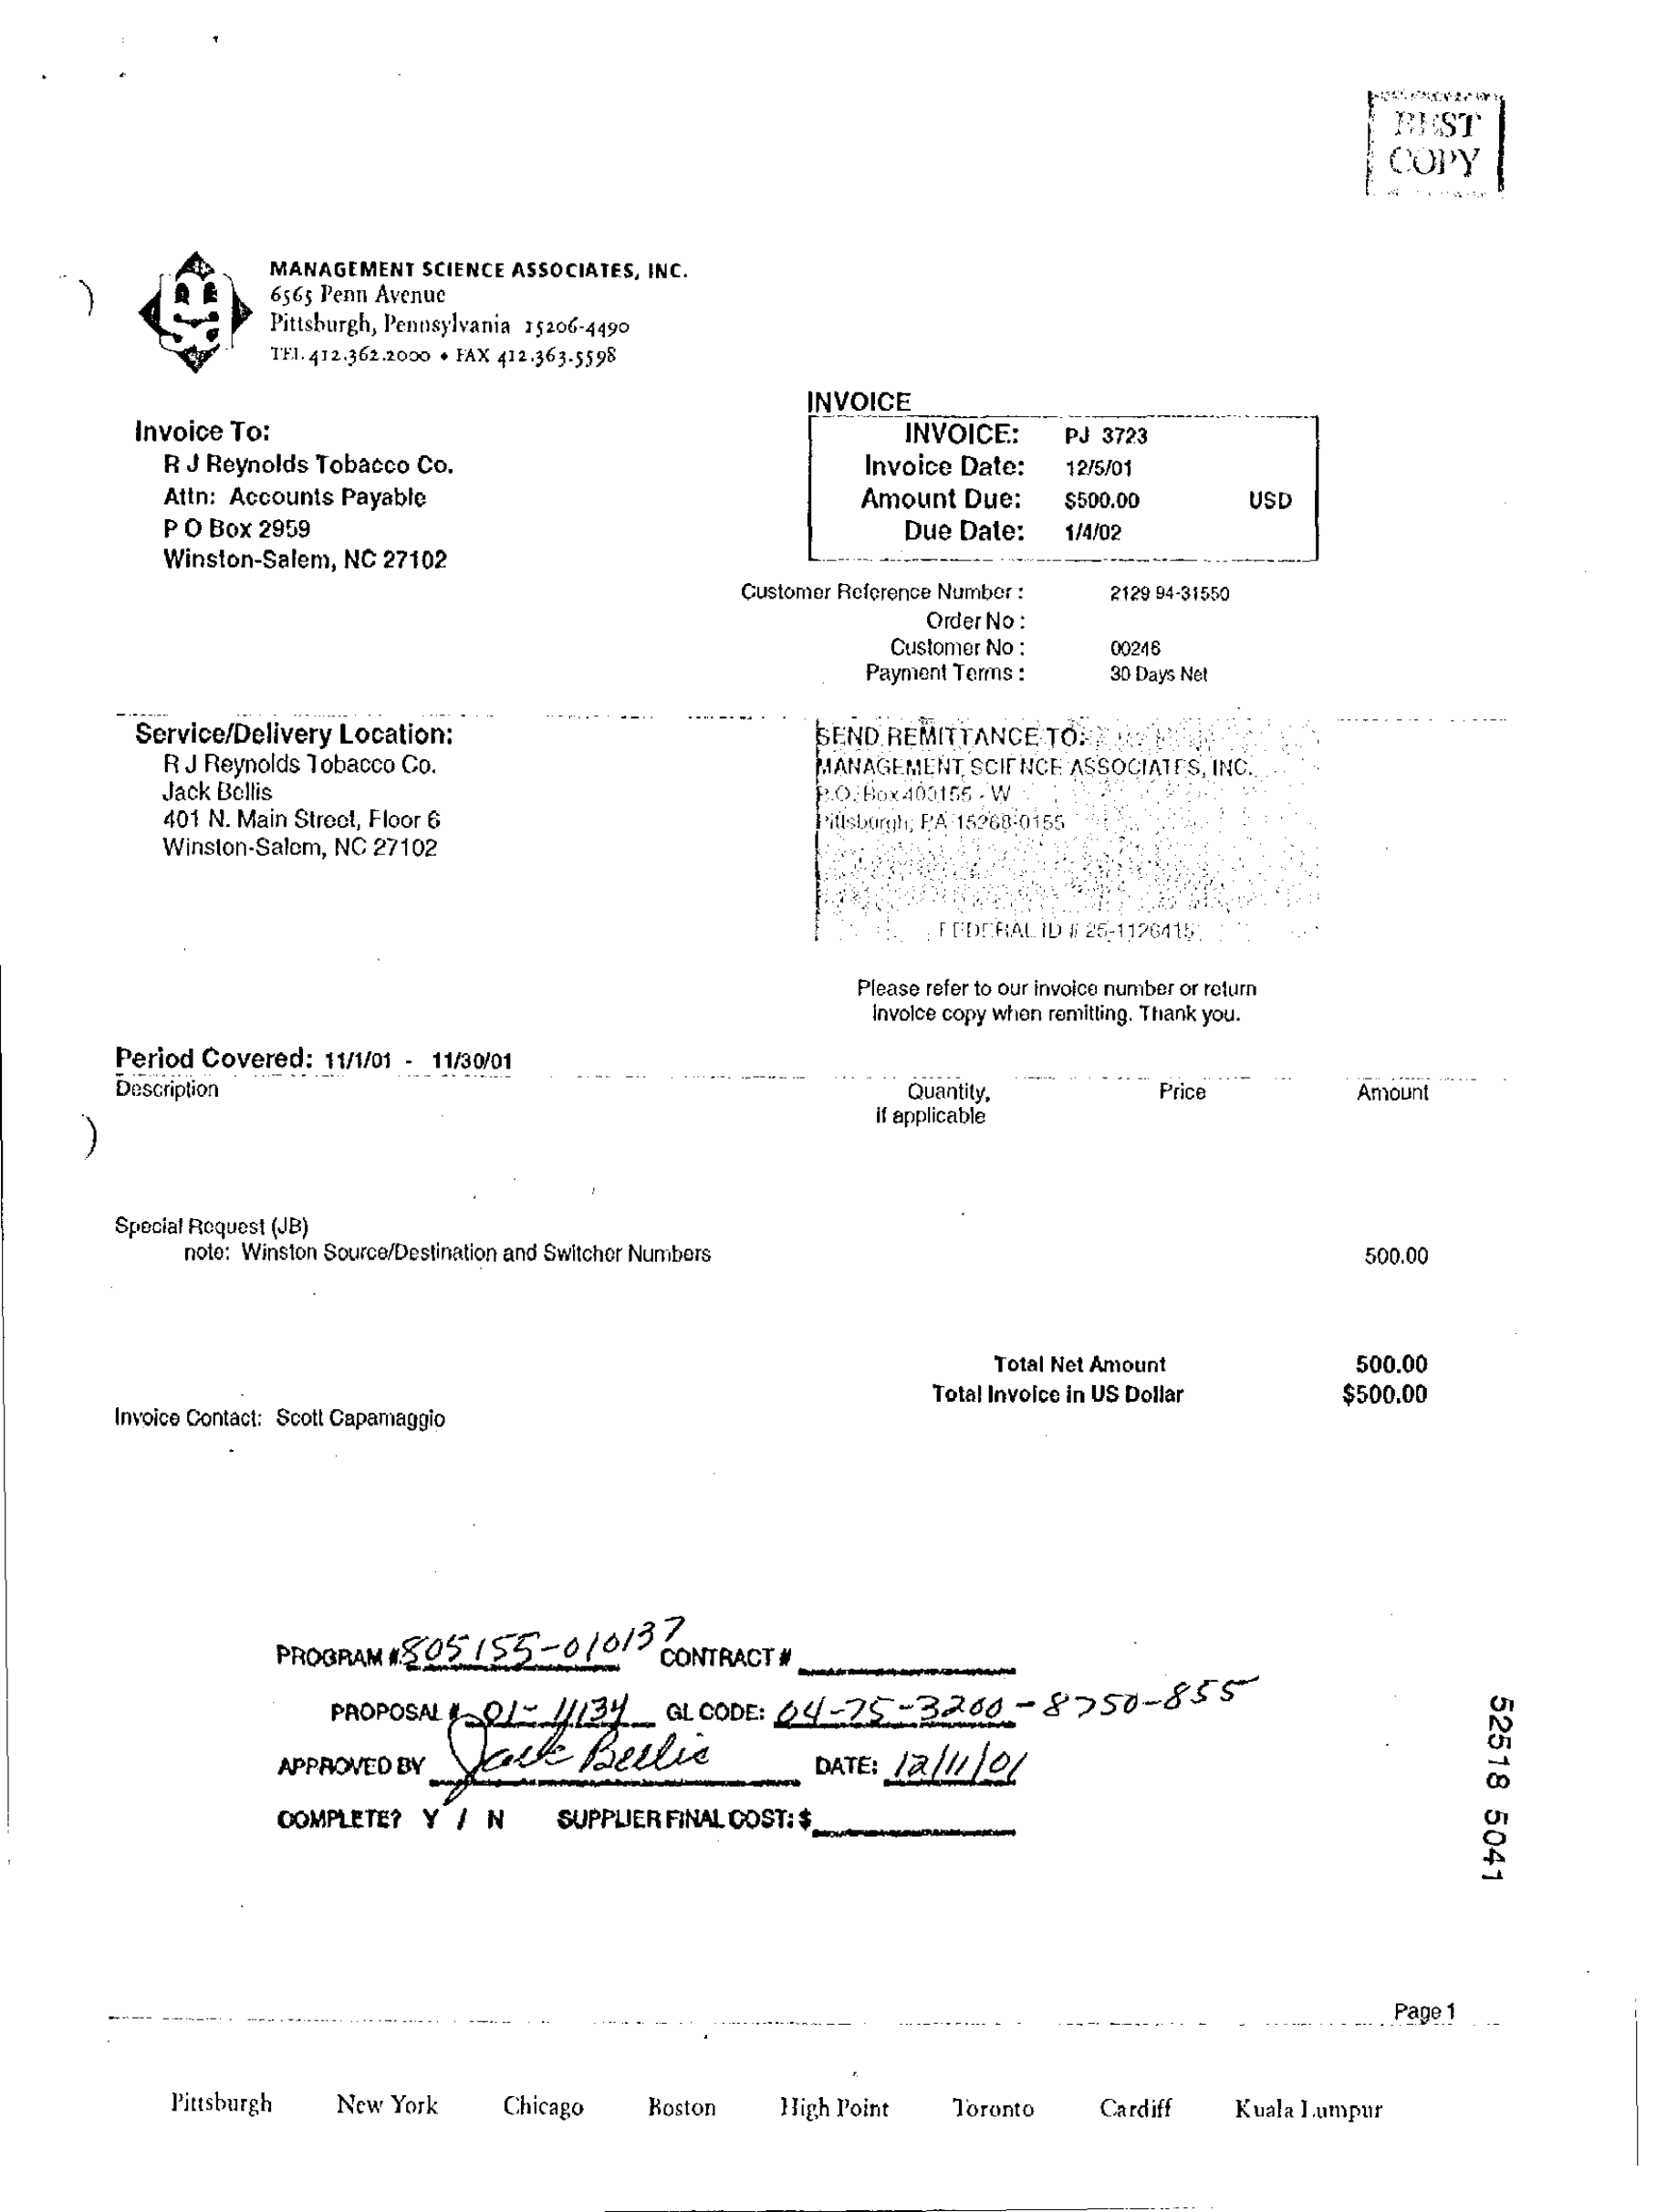 BEST
COPY
MANAGEMENT SCIENCE ASSOCIATES, INC.
6565 Penn Avenue
Pittsburgh, Pennsylvania 15206-4490
TEL. 412.362.2000 • FAX 412.363.5598
INVOICE
Invoice To:
R J Reynolds Tobacco Co.
Attn: Accounts Payable
P O Box 2959
Winston-Salem, NC 27102
INVOICE: PJ 3723
Invoice Date: 12/5/01
Amount Due: $500.00 USD
Due Date: 1/4/02
Customer Reference Number : 2129 94-31550
Order No :
Customer No : 00246
Payment Terms : 30 Days Net
Service/Delivery Location:
R J Reynolds Tobacco Co.
Jack Bellis
401 N. Main Street, Floor 6
Winston-Salem, NC 27102
SEND REMITTANCE TO:
MANAGEMENT SCIENCE ASSOCIATES, INC.
P.O. Box 400155 - W
Pittsburgh, PA 15268-0155
FEDERAL ID # 25-1126415
Please refer to our invoice number or return
invoice copy when remitting. Thank you.
Period Covered: 11/1/01 - 11/30/01
Description Quantity, Price Amount
if applicable
Special Request (JB)
note: Winston Source/Destination and Switcher Numbers 500.00
Total Net Amount 500.00
Total Invoice in US Dollar $500.00
Invoice Contact: Scott Capamaggio
PROGRAM # 805155-010137 CONTRACT #
PROPOSAL # 01-11134 GL CODE: 04-75-3200-8750-855
APPROVED BY Jack Bellis DATE: 12/11/01
COMPLETE? Y / N SUPPLIER FINAL COST: $
52518 5041
Page 1
Pittsburgh New York Chicago Boston High Point Toronto Cardiff Kuala Lumpur